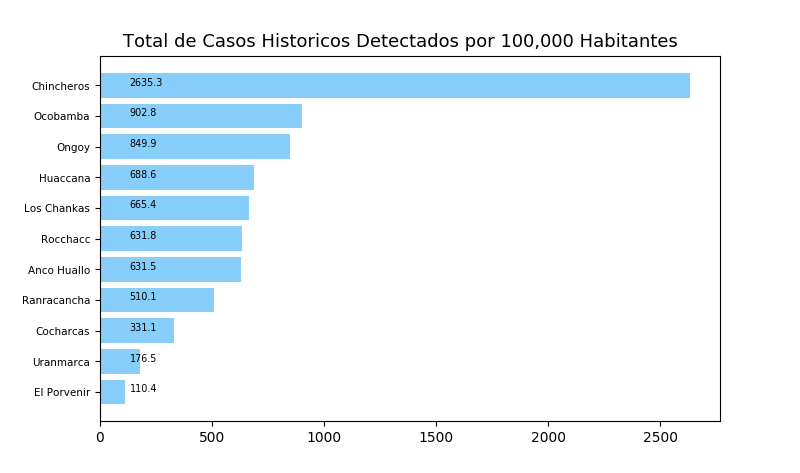 Total de Casos Historicos Detectados por 100,000 Habitantes
Chincheros 2635.3
Ocobamba 902.8
Ongoy 849.9
Huaccana 688.6
Los Chankas 665.4
Rocchacc 631.8
Anco Huallo 631.5
Ranracancha 510.1
Cocharcas 331.1
Uranmarca 176.5
El Porvenir 110.4
0 500 1000 1500 2000 2500